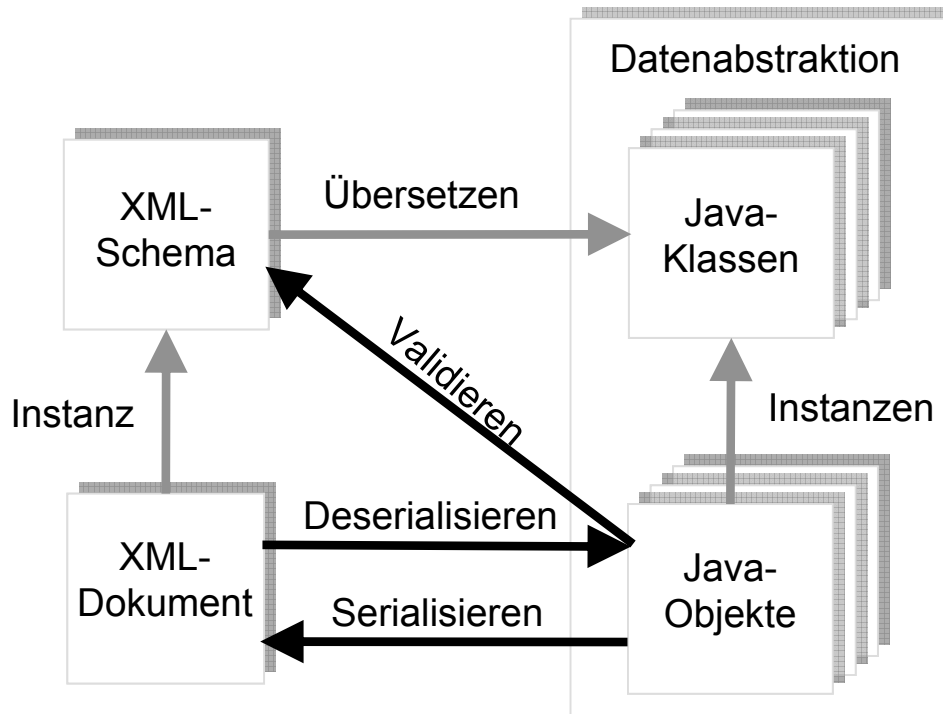 Datenabstraktion
XML-
Schema
Übersetzen
Java-
Klassen
Validieren
Instanz
Instanzen
XML-
Dokument
Deserialisieren
Serialisieren
Java-
Objekte